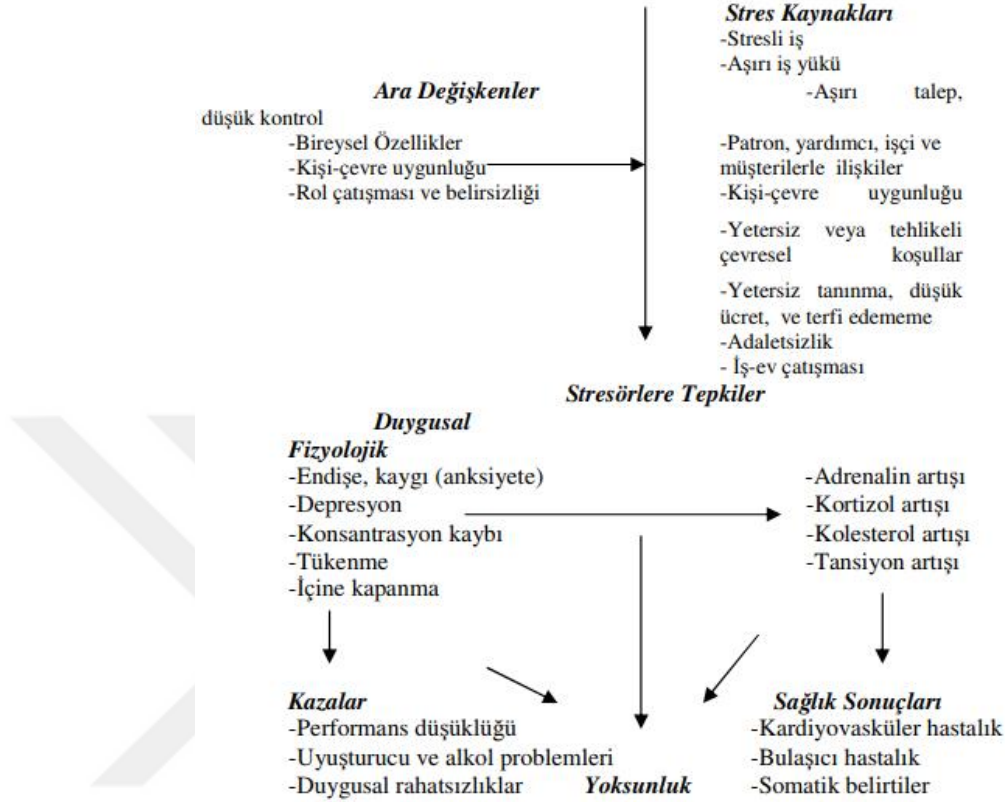 Stres Kaynakları
-Stresli iş
-Aşırı iş yükü
Ara Değişkenler
-Aşırı talep,
düşük kontrol
-Bireysel Özellikler
-Kişi-çevre uygunluğu
-Rol çatışması ve belirsizliği
-Patron, yardımcı, işçi ve
müşterilerle ilişkiler
-Kişi-çevre uygunluğu
-Yetersiz veya tehlikeli
çevresel koşullar
-Yetersiz tanınma, düşük
ücret, ve terfi edememe
-Adaletsizlik
- İş-ev çatışması
Stresörlere Tepkiler
Duygusal
Fizyolojik
-Endişe, kaygı (anksiyete)
-Depresyon
-Konsantrasyon kaybı
-Tükenme
-İçine kapanma
-Adrenalin artışı
-Kortizol artışı
-Kolesterol artışı
-Tansiyon artışı
Kazalar
-Performans düşüklüğü
-Uyuşturucu ve alkol problemleri
-Duygusal rahatsızlıklar
Yoksunluk
Sağlık Sonuçları
-Kardiyovasküler hastalık
-Bulaşıcı hastalık
-Somatik belirtiler